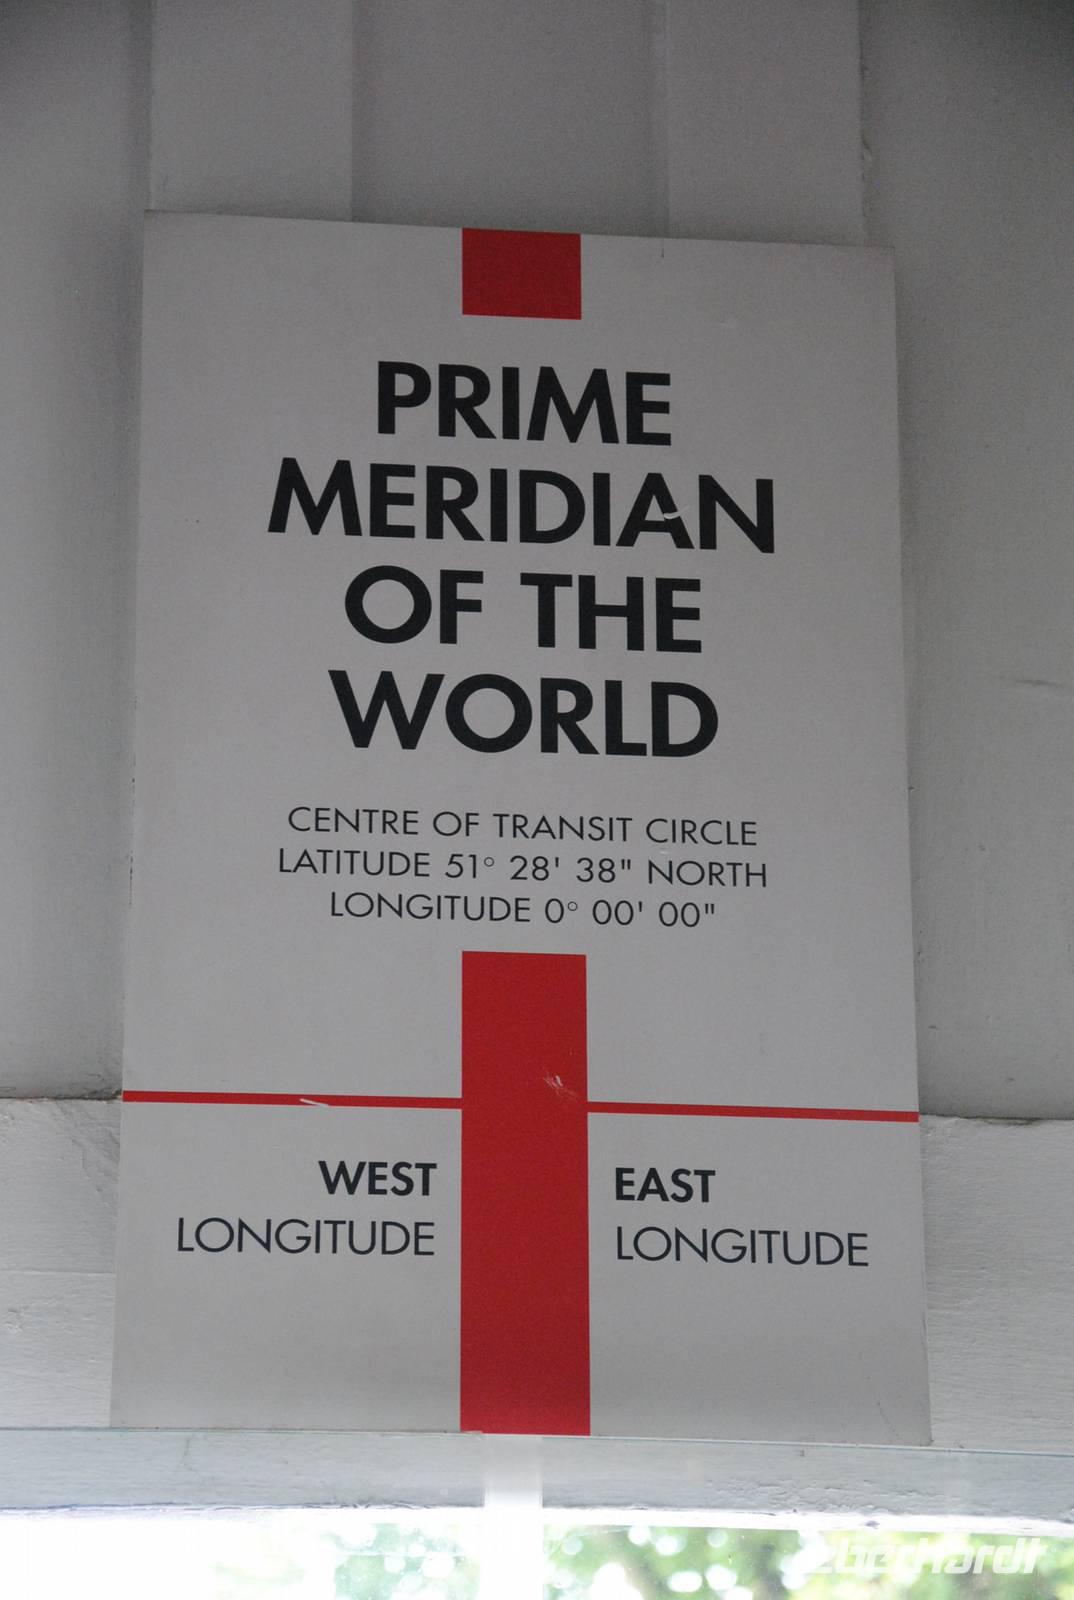 PRIME
MERIDIAN
OF THE
WORLD
CENTRE OF TRANSIT CIRCLE
LATITUDE 51° 28' 38" NORTH
LONGITUDE 0° 00' 00"
WEST
LONGITUDE
EAST
LONGITUDE
eberhardt